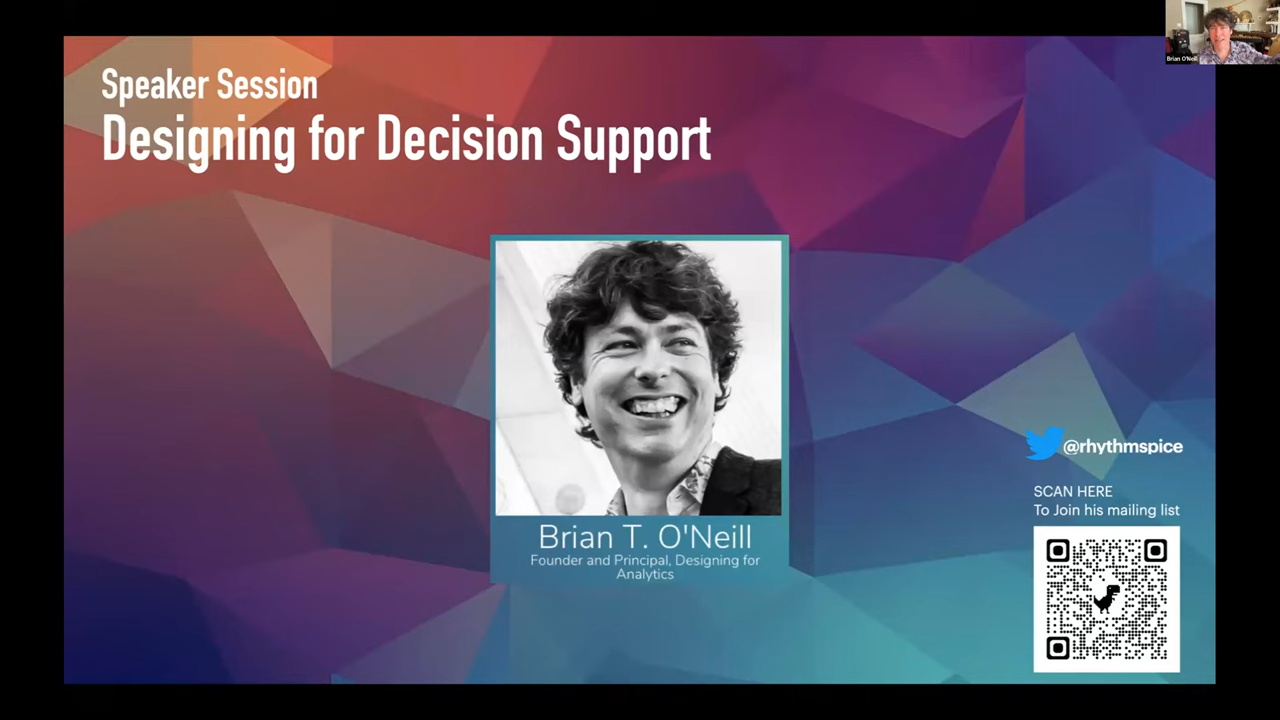 Speaker Session
Designing for Decision Support
Brian O'Neill
Brian T. O'Neill
Founder and Principal, Designing for
Analytics
@rhythmspice
SCAN HERE
To Join his mailing list